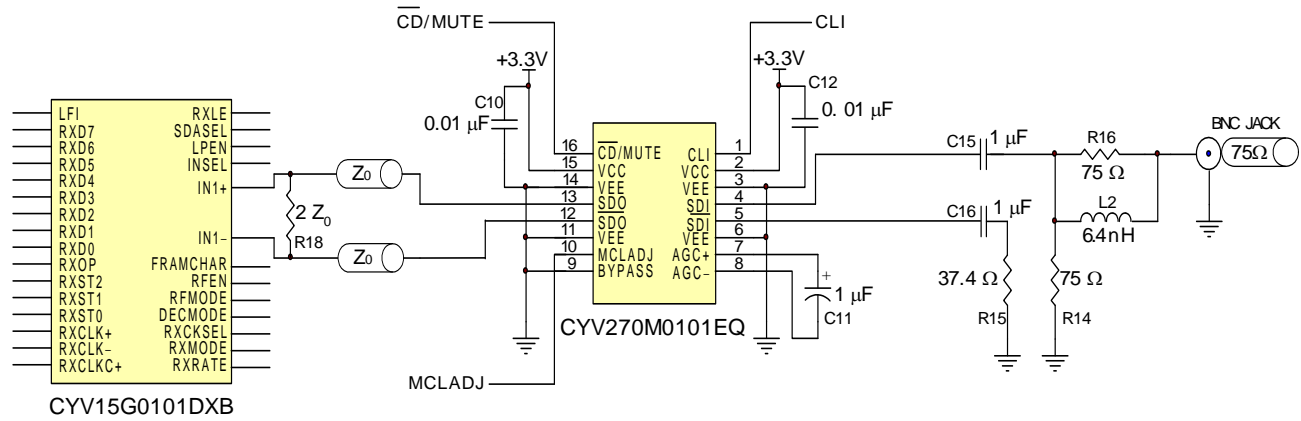 C̅D̅/MUTE
CLI
+3.3V
+3.3V
C10
0.01 µF
C12
0. 01 µF
LFI
RXD7
RXD6
RXD5
RXD4
RXD3
RXD2
RXD1
RXD0
RXOP
RXST2
RXST1
RXST0
RXCLK+
RXCLK–
RXCLKC+
RXLE
SDASEL
LPEN
INSEL
IN1+
IN1–
FRAMCHAR
RFEN
RFMODE
DECMODE
RXCKSEL
RXMODE
RXRATE
CYV15G0101DXB
2 Z0
R18
Z0
Z0
16 C̅D̅/MUTE
15 VCC
14 VEE
13 SDO
12 S̅D̅O̅
11 VEE
10 MCLADJ
9 BYPASS
CLI 1
VCC 2
VEE 3
SDI 4
S̅D̅I̅ 5
VEE 6
AGC+ 7
AGC– 8
CYV270M0101EQ
MCLADJ
+
1 µF
C11
C15
1 µF
C16
1 µF
37.4 Ω
R15
75 Ω
R14
R16
75 Ω
L2
6.4nH
BNC JACK
75Ω